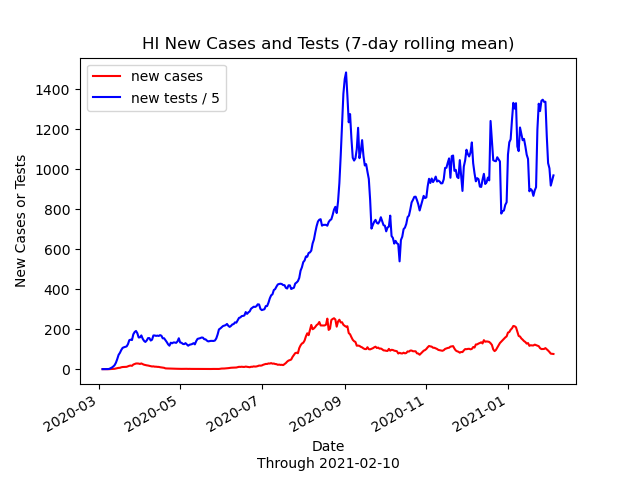 HI New Cases and Tests (7-day rolling mean)
new cases
new tests / 5
New Cases or Tests
1400
1200
1000
800
600
400
200
0
2020-03
2020-05
2020-07
2020-09
2020-11
2021-01
Date
Through 2021-02-10